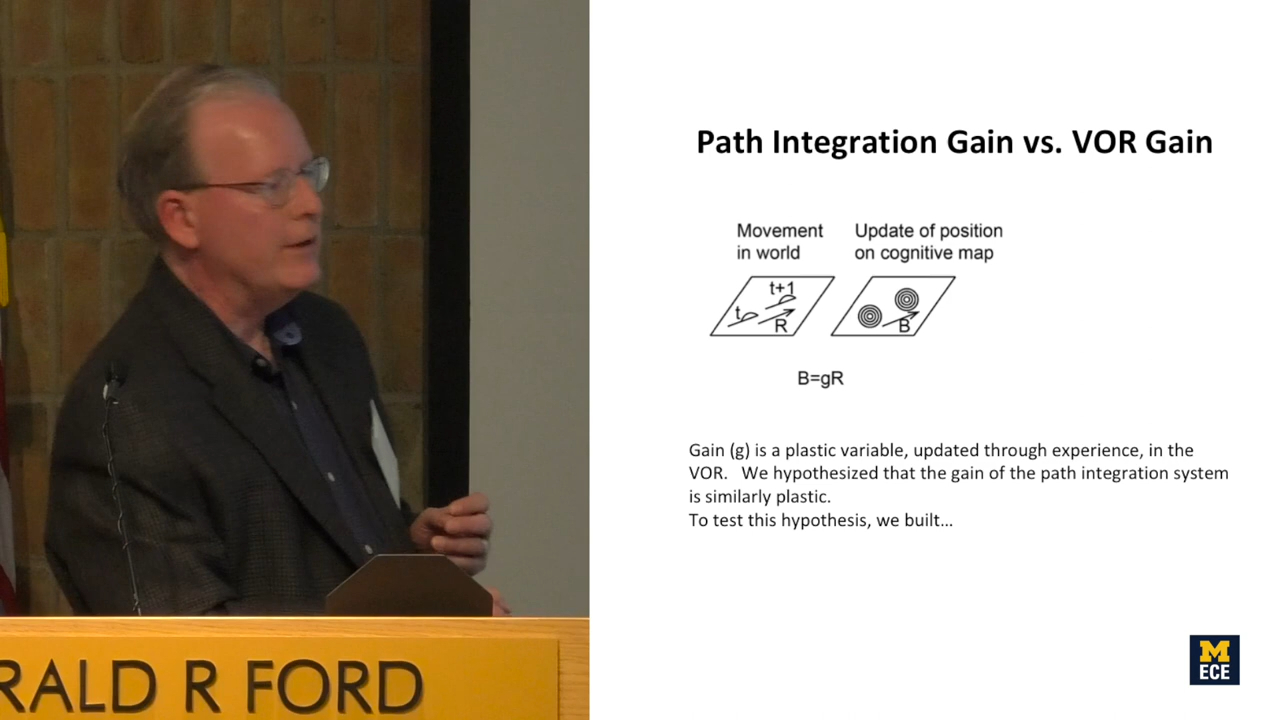 Path Integration Gain vs. VOR Gain
Movement
in world
Update of position
on cognitive map
t+1
t
R
B
B=gR
Gain (g) is a plastic variable, updated through experience, in the
VOR. We hypothesized that the gain of the path integration system
is similarly plastic.
To test this hypothesis, we built...
RALD R FORD
M
ECE